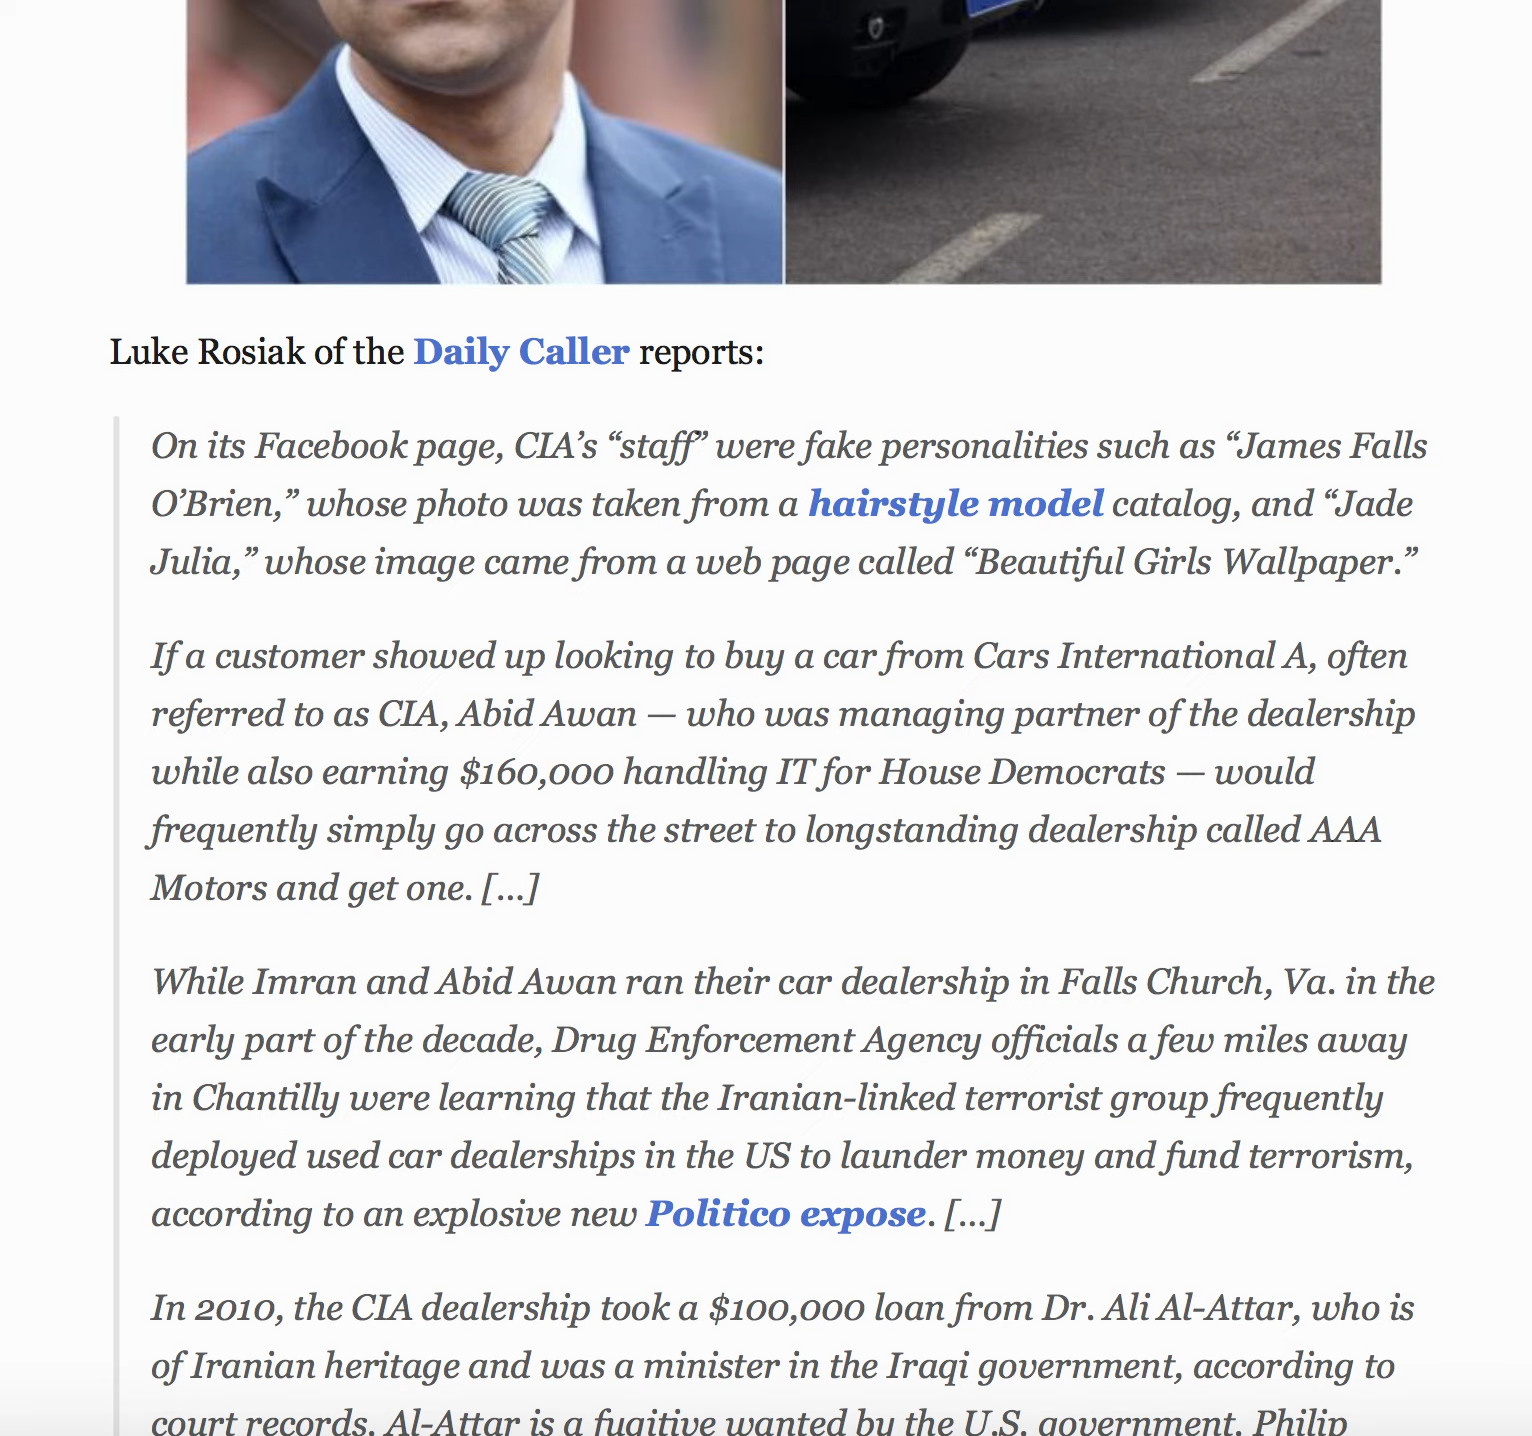 Luke Rosiak of the Daily Caller reports:
On its Facebook page, CIA’s “staff” were fake personalities such as “James Falls
O’Brien,” whose photo was taken from a hairstyle model catalog, and “Jade
Julia,” whose image came from a web page called “Beautiful Girls Wallpaper.”
If a customer showed up looking to buy a car from Cars International A, often
referred to as CIA, Abid Awan — who was managing partner of the dealership
while also earning $160,000 handling IT for House Democrats — would
frequently simply go across the street to longstanding dealership called AAA
Motors and get one. [...]
While Imran and Abid Awan ran their car dealership in Falls Church, Va. in the
early part of the decade, Drug Enforcement Agency officials a few miles away
in Chantilly were learning that the Iranian-linked terrorist group frequently
deployed used car dealerships in the US to launder money and fund terrorism,
according to an explosive new Politico expose. [...]
In 2010, the CIA dealership took a $100,000 loan from Dr. Ali Al-Attar, who is
of Iranian heritage and was a minister in the Iraqi government, according to
court records. Al-Attar is a fugitive wanted by the U.S. government. Philip